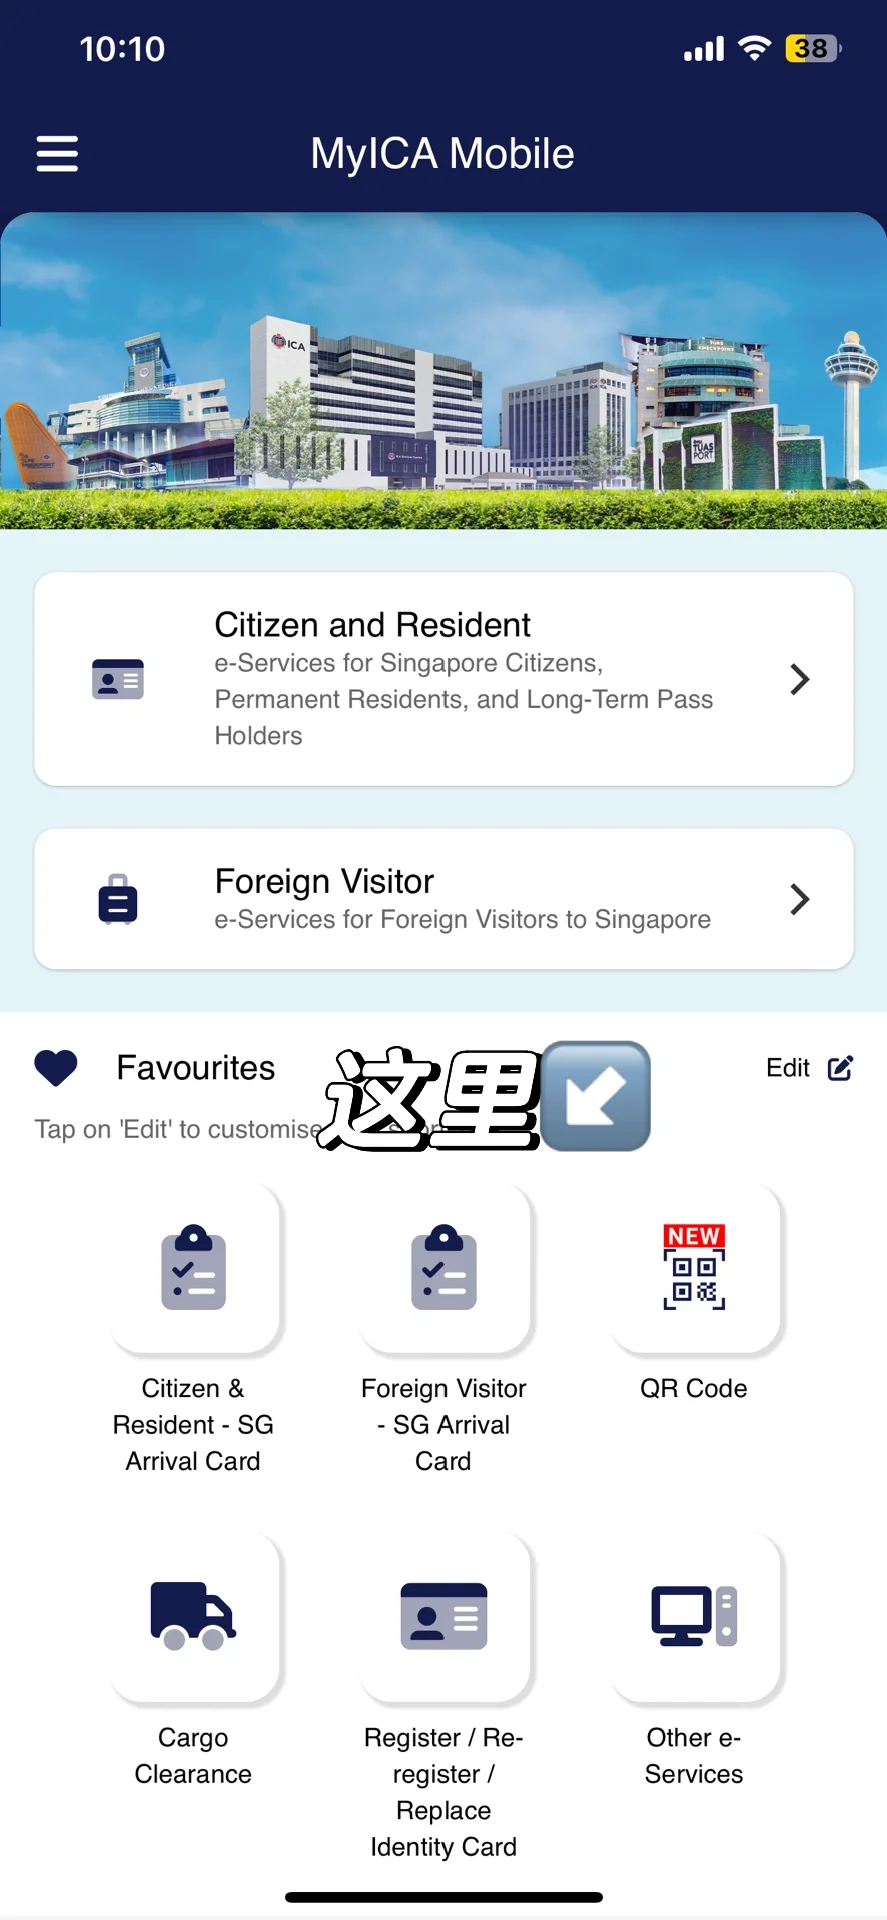 10:10
38
MyICA Mobile
ICA
TUAS
CHECKPOINT
TUAS
PORT
Citizen and Resident
e-Services for Singapore Citizens,
Permanent Residents, and Long-Term Pass
Holders
Foreign Visitor
e-Services for Foreign Visitors to Singapore
Favourites
这里
Edit
Tap on 'Edit' to customise
NEW
Citizen &
Resident - SG
Arrival Card
Foreign Visitor
- SG Arrival
Card
QR Code
Cargo
Clearance
Register / Re-
register /
Replace
Identity Card
Other e-
Services